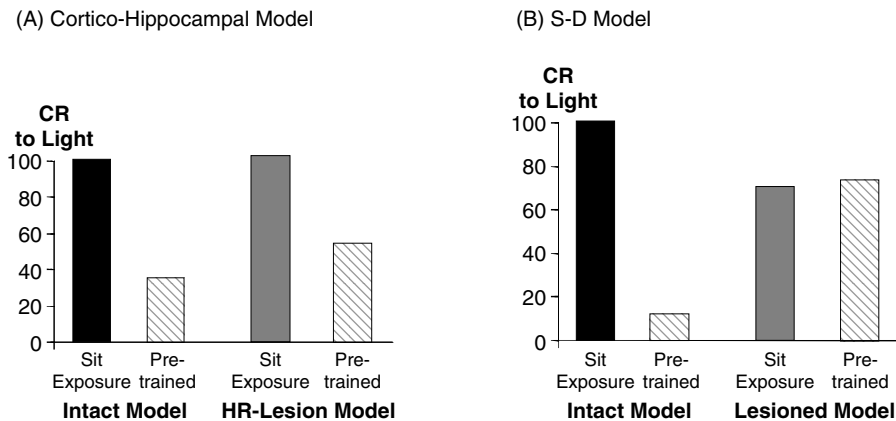 (A) Cortico-Hippocampal Model
CR
to Light
100
80
60
40
20
0
Sit
Exposure
Pre-
trained
Sit
Exposure
Pre-
trained
Intact Model
HR-Lesion Model
(B) S-D Model
CR
to Light
100
80
60
40
20
0
Sit
Exposure
Pre-
trained
Sit
Exposure
Pre-
trained
Intact Model
Lesioned Model